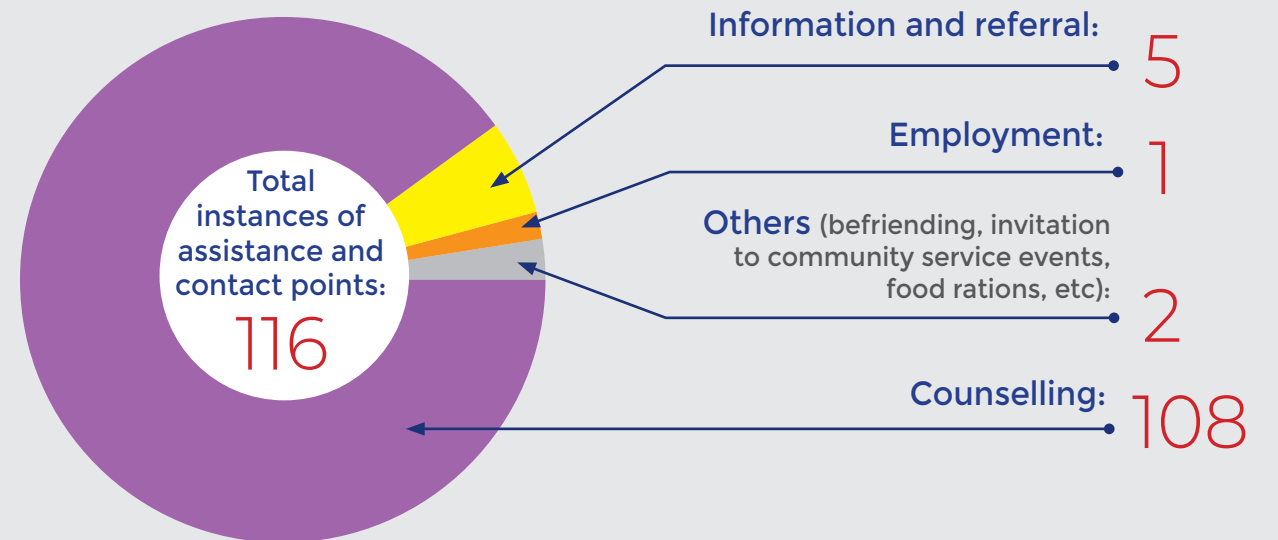 Total
instances of
assistance and
contact points:
116
Information and referral:
5
Employment:
1
Others (befriending, invitation
to community service events,
food rations, etc):
2
Counselling:
108